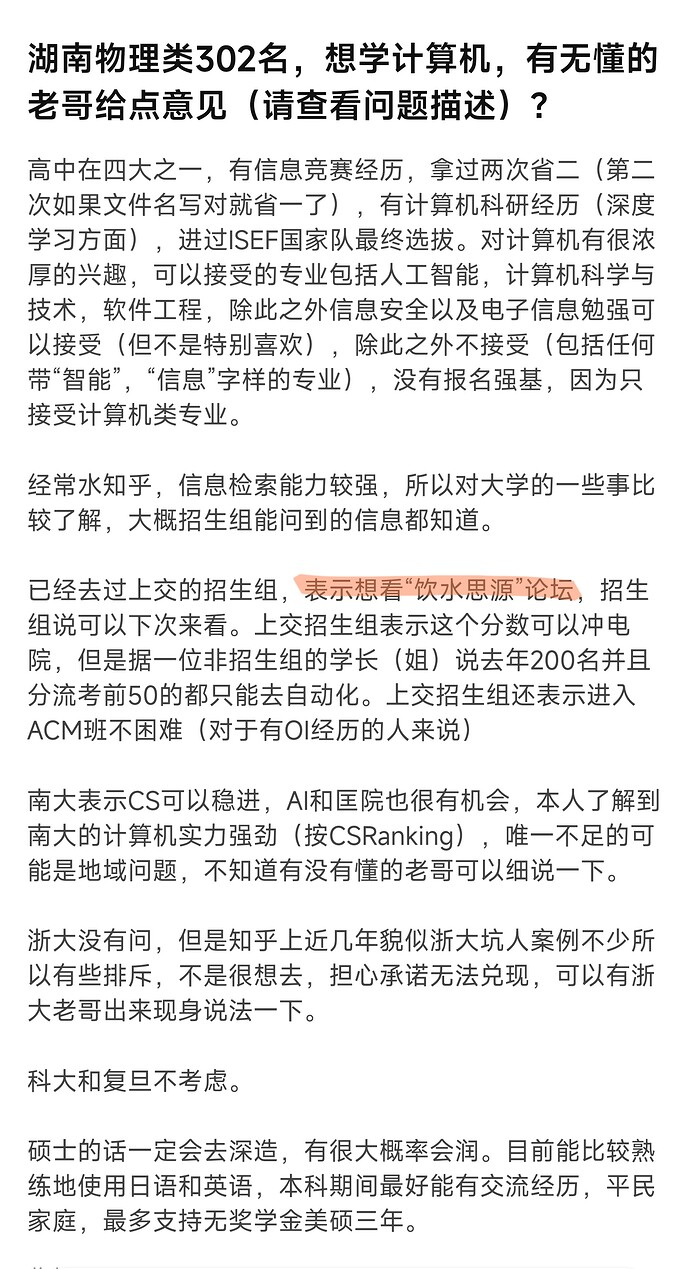 湖南物理类302名，想学计算机，有无懂的
老哥给点意见（请查看问题描述）？
高中在四大之一，有信息竞赛经历，拿过两次省二（第二
次如果文件名写对就省一了），有计算机科研经历（深度
学习方面），进过ISEF国家队最终选拔。对计算机有很浓
厚的兴趣，可以接受的专业包括人工智能，计算机科学与
技术，软件工程，除此之外信息安全以及电子信息勉强可
以接受（但不是特别喜欢），除此之外不接受（包括任何
带“智能”，“信息”字样的专业），没有报名强基，因为只
接受计算机类专业。
经常水知乎，信息检索能力较强，所以对大学的一些事比
较了解，大概招生组能问到的信息都知道。
已经去过上交的招生组，表示想看“饮水思源”论坛，招生
组说可以下次来看。上交招生组表示这个分数可以冲电
院，但是据一位非招生组的学长（姐）说去年200名并且
分流考前50的都只能去自动化。上交招生组还表示进入
ACM班不困难（对于有OI经历的人来说）
南大表示CS可以稳进，AI和匡院也很有机会，本人了解到
南大的计算机实力强劲（按CSRanking），唯一不足的可
能是地域问题，不知道有没有懂的老哥可以细说一下。
浙大没有问，但是知乎上近几年貌似浙大坑人案例不少所
以有些排斥，不是很想去，担心承诺无法兑现，可以有浙
大老哥出来现身说法一下。
科大和复旦不考虑。
硕士的话一定会去深造，有很大概率会润。目前能比较熟
练地使用日语和英语，本科期间最好能有交流经历，平民
家庭，最多支持无奖学金美硕三年。